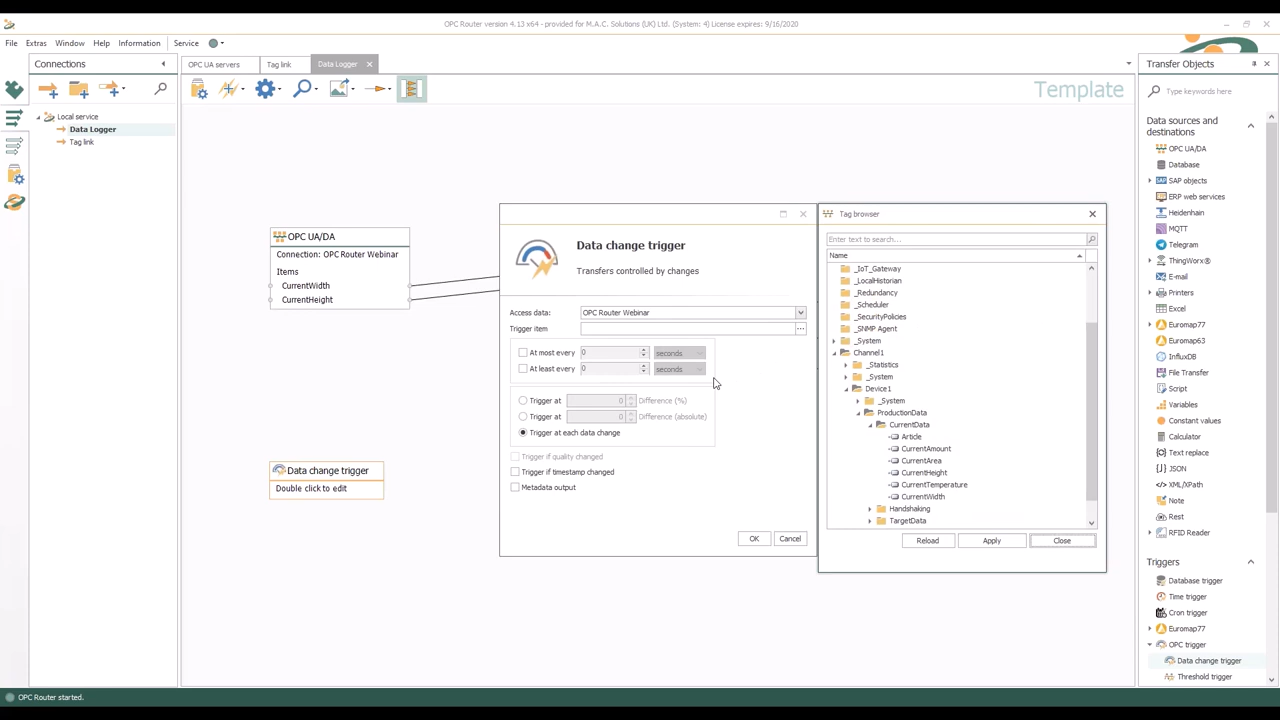 OPC Router version 4.13 x64 - provided for M.A.C. Solutions (UK) Ltd. (System: 4) License expires: 9/16/2020
File Extras Window Help Information Service
Connections
Local service
Data Logger
Tag link
OPC UA servers Tag link Data Logger
Template
OPC UA/DA
Connection: OPC Router Webinar
Items
CurrentWidth
CurrentHeight
Data change trigger
Double click to edit
Data change trigger
Transfers controlled by changes
Access data: OPC Router Webinar
Trigger item ...
At most every 0 seconds
At least every 0 seconds
Trigger at 0 Difference (%)
Trigger at 0 Difference (absolute)
Trigger at each data change
Trigger if quality changed
Trigger if timestamp changed
Metadata output
OK Cancel
Tag browser
Enter text to search...
Name
_IoT_Gateway
_LocalHistorian
_Redundancy
_Scheduler
_SecurityPolicies
_SNMP Agent
_System
Channel1
_Statistics
_System
Device1
_System
ProductionData
CurrentData
Article
CurrentAmount
CurrentArea
CurrentHeight
CurrentTemperature
CurrentWidth
Handshaking
TargetData
Reload Apply Close
Transfer Objects
Type keywords here
Data sources and
destinations
OPC UA/DA
Database
SAP objects
ERP web services
Heidenhain
MQTT
Telegram
ThingWorx®
E-mail
Printers
Excel
Euromap77
Euromap63
InfluxDB
File Transfer
Script
Variables
Constant values
Calculator
Text replace
JSON
XML/XPath
Note
Rest
RFID Reader
Triggers
Database trigger
Time trigger
Cron trigger
Euromap77
OPC trigger
Data change trigger
Threshold trigger
OPC Router started.